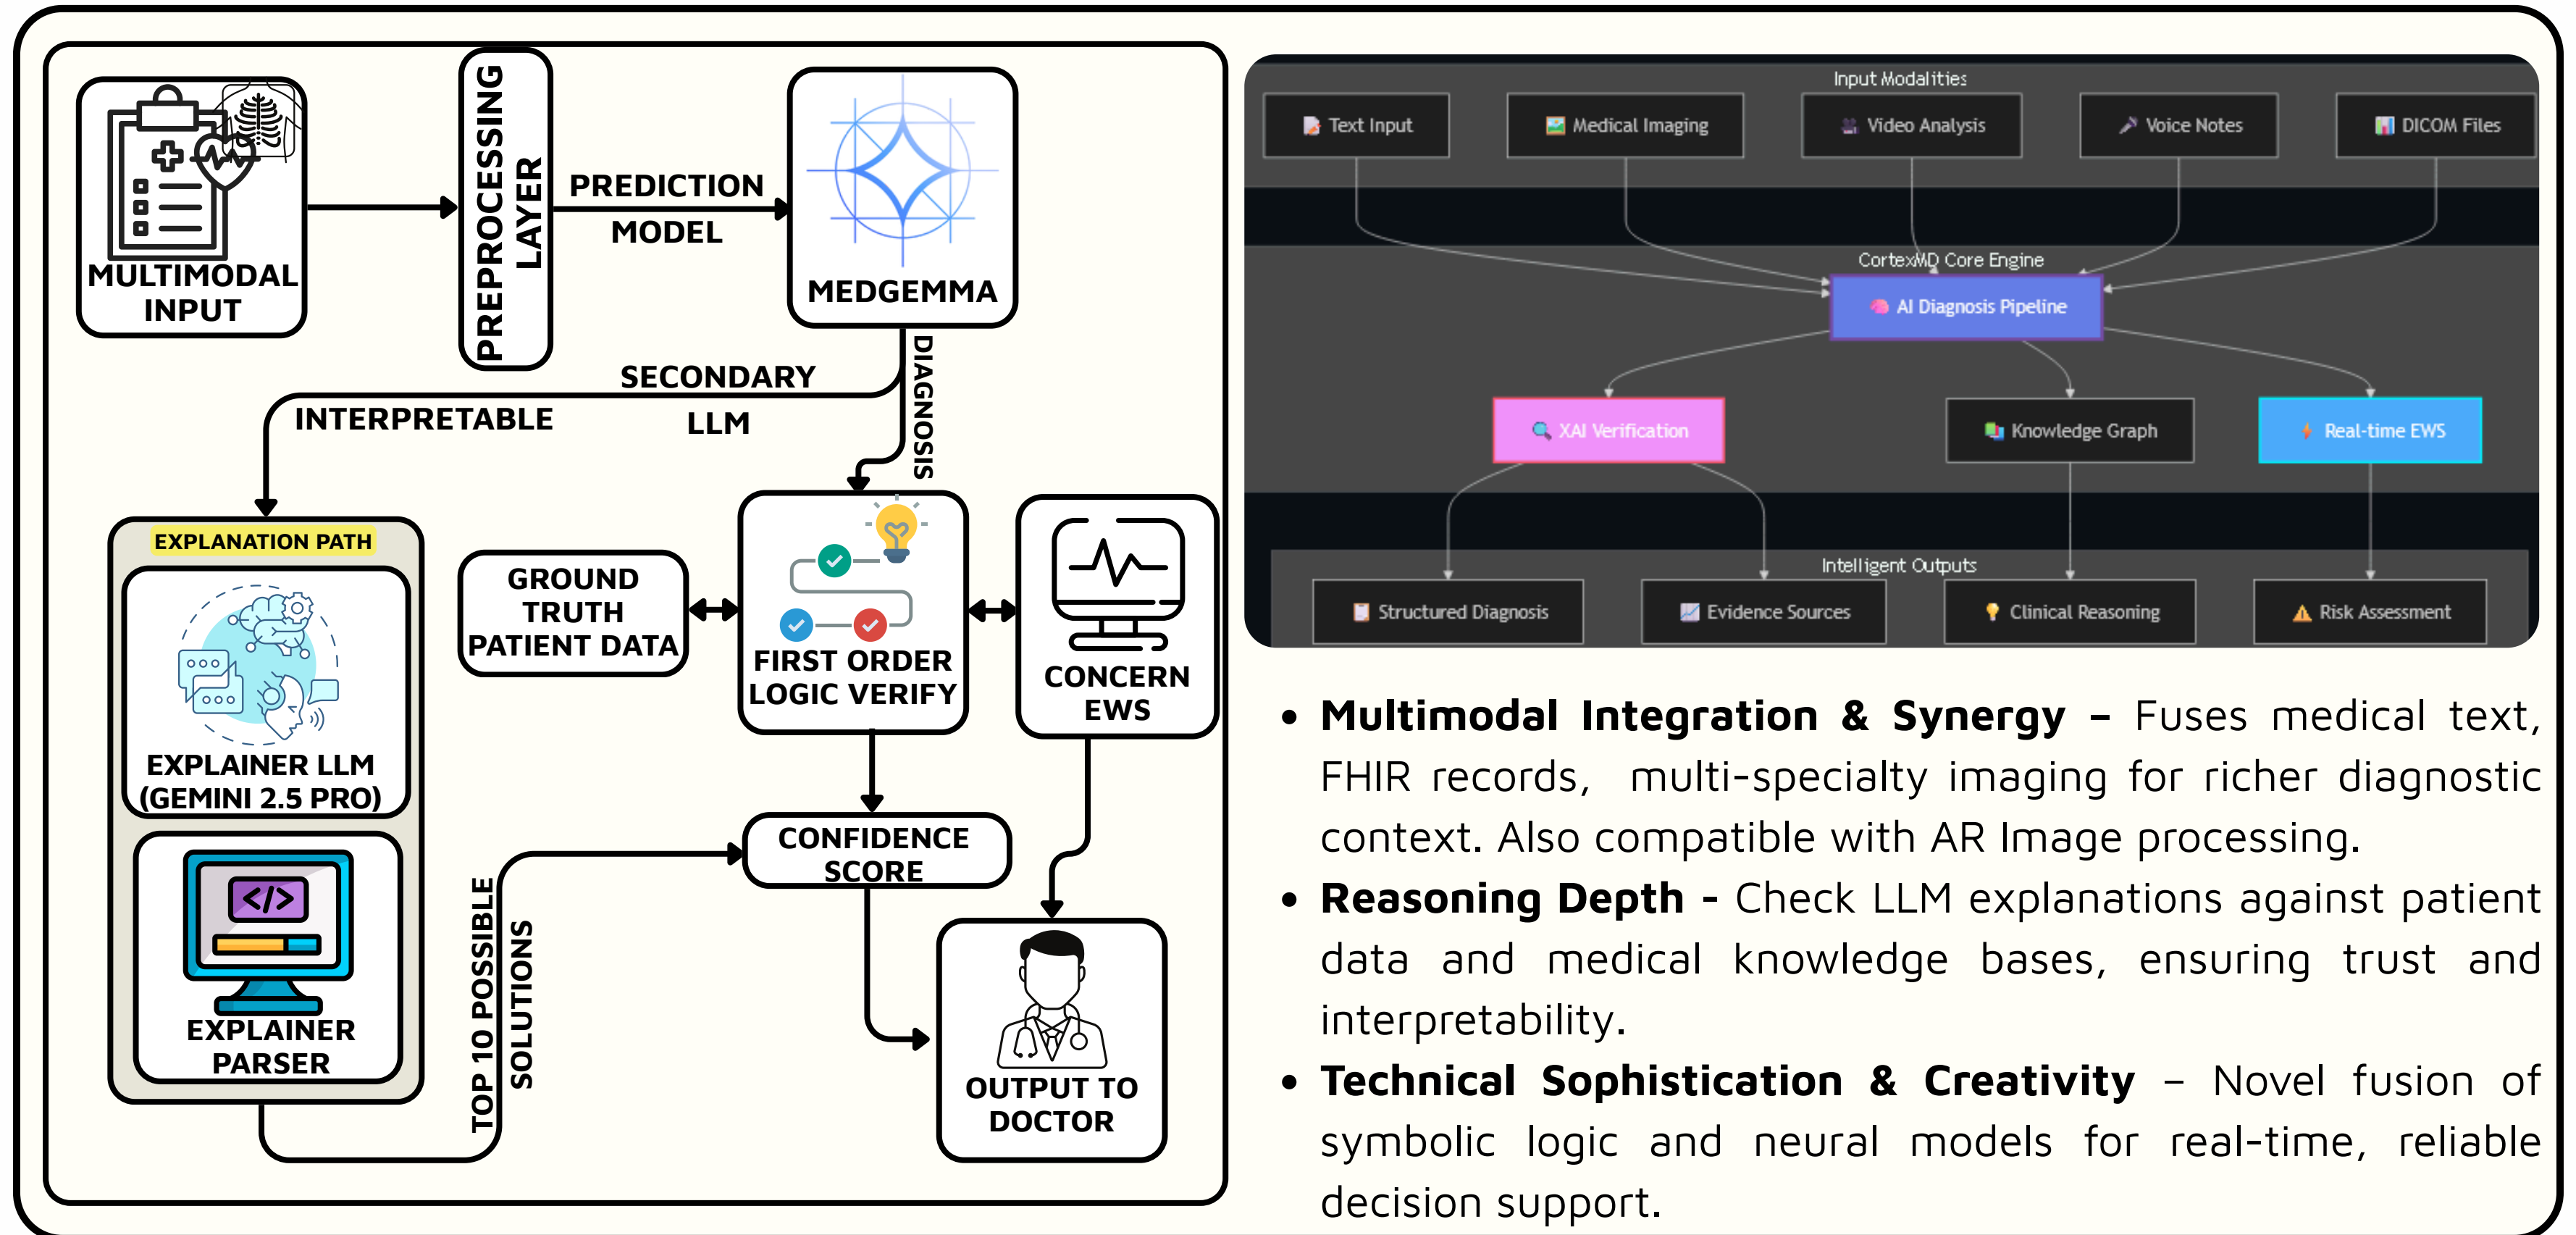 MULTIMODAL
INPUT
PREPROCESSING
LAYER
PREDICTION
MODEL
MEDGEMMA
DIAGNOSIS
SECONDARY
LLM
INTERPRETABLE
EXPLANATION PATH
EXPLAINER LLM
(GEMINI 2.5 PRO)
EXPLAINER
PARSER
TOP 10 POSSIBLE
SOLUTIONS
GROUND
TRUTH
PATIENT DATA
FIRST ORDER
LOGIC VERIFY
CONCERN
EWS
CONFIDENCE
SCORE
OUTPUT TO
DOCTOR
Input Modalities
Text Input
Medical Imaging
Video Analysis
Voice Notes
DICOM Files
CortexMD Core Engine
AI Diagnosis Pipeline
XAI Verification
Knowledge Graph
Real-time EWS
Intelligent Outputs
Structured Diagnosis
Evidence Sources
Clinical Reasoning
Risk Assessment
• Multimodal Integration & Synergy – Fuses medical text,
FHIR records, multi-specialty imaging for richer diagnostic
context. Also compatible with AR Image processing.
• Reasoning Depth - Check LLM explanations against patient
data and medical knowledge bases, ensuring trust and
interpretability.
• Technical Sophistication & Creativity – Novel fusion of
symbolic logic and neural models for real-time, reliable
decision support.